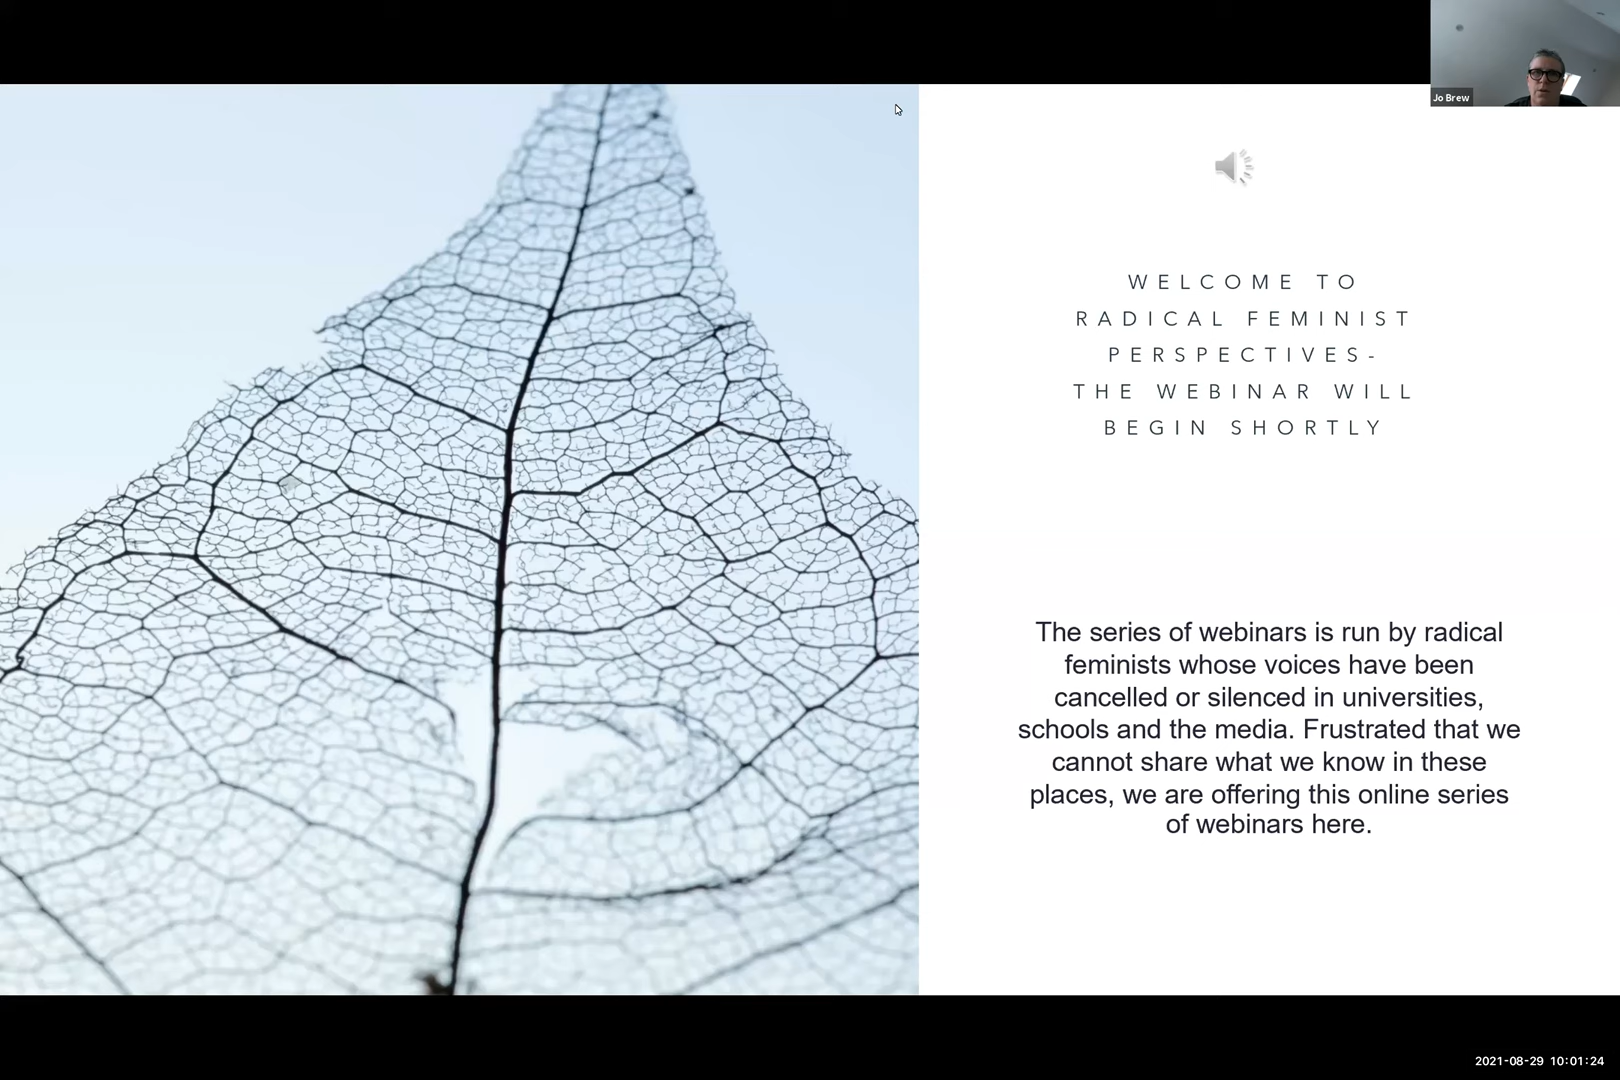 Jo Brew
WELCOME TO
RADICAL FEMINIST
PERSPECTIVES-
THE WEBINAR WILL
BEGIN SHORTLY
The series of webinars is run by radical
feminists whose voices have been
cancelled or silenced in universities,
schools and the media. Frustrated that we
cannot share what we know in these
places, we are offering this online series
of webinars here.
2021-08-29 10:01:24